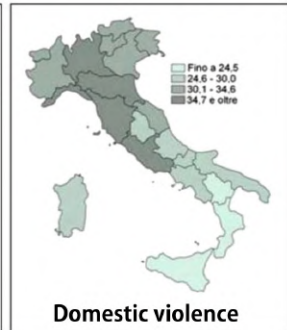 Fino a 24,5
24,6 - 30,0
30,1 - 34,6
34,7 e oltre
Domestic violence